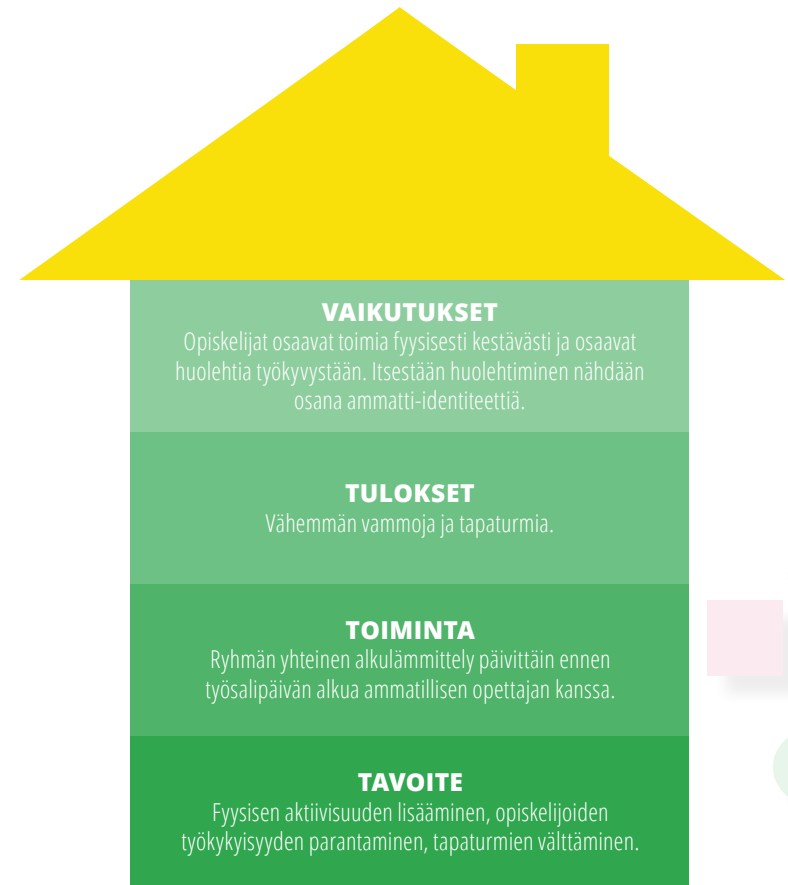 VAIKUTUKSET
Opiskelijat osaavat toimia fyysisesti kestävästi ja osaavat
huolehtia työkyvystään. Itsestään huolehtiminen nähdään
osana ammatti-identiteettiä.
TULOKSET
Vähemmän vammoja ja tapaturmia.
TOIMINTA
Ryhmän yhteinen alkulämmittely päivittäin ennen
työsalipäivän alkua ammatillisen opettajan kanssa.
TAVOITE
Fyysisen aktiivisuuden lisääminen, opiskelijoiden
työkykyisyyden parantaminen, tapaturmien välttäminen.